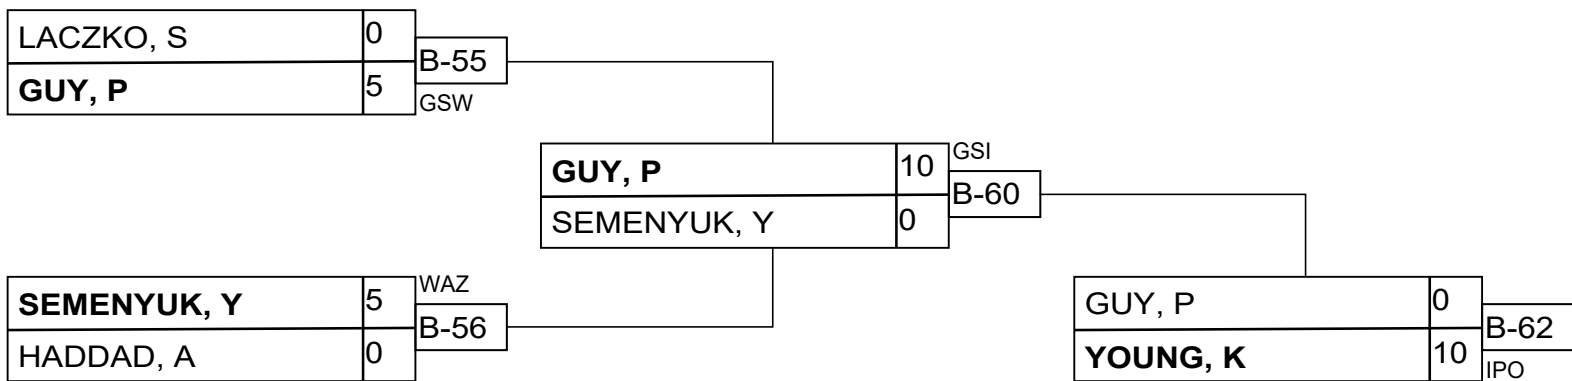 LACZKO, S 0
B-55
GUY, P 5
GSW
GUY, P 10
GSI
B-60
SEMENYUK, Y 0
SEMENYUK, Y 5
WAZ
B-56
HADDAD, A 0
GUY, P 0
B-62
YOUNG, K 10
IPO